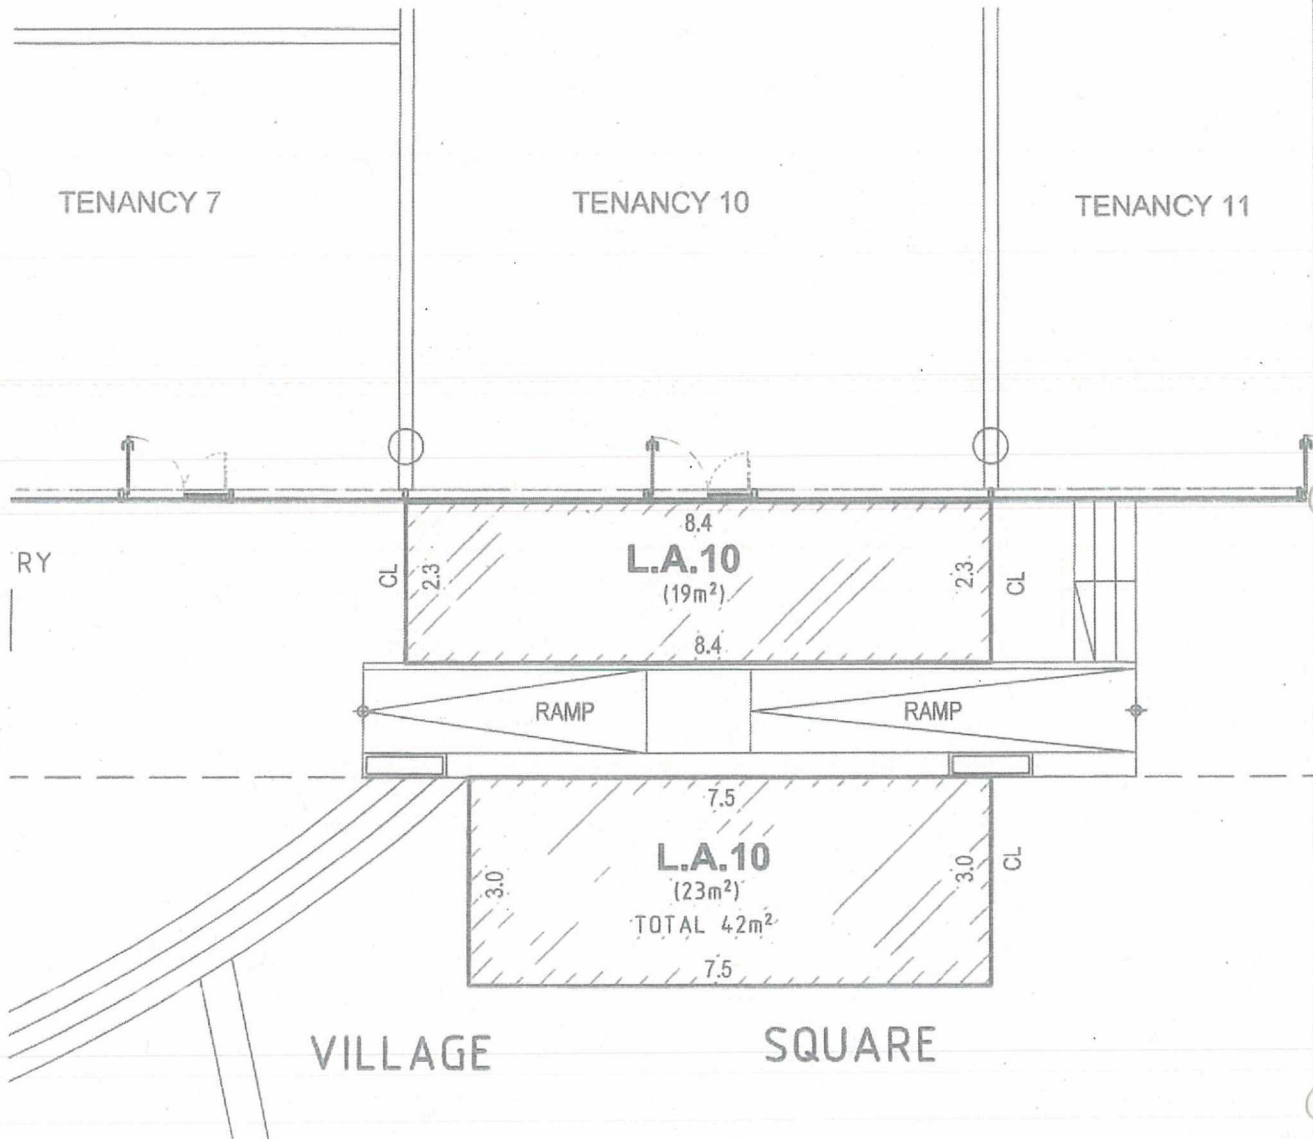 TENANCY 7
TENANCY 10
TENANCY 11
RY
CL
2.3
8.4
L.A.10
(19m²)
8.4
2.3
CL
RAMP
RAMP
7.5
L.A.10
(23m²)
TOTAL 42m²
3.0
3.0
CL
7.5
VILLAGE
SQUARE